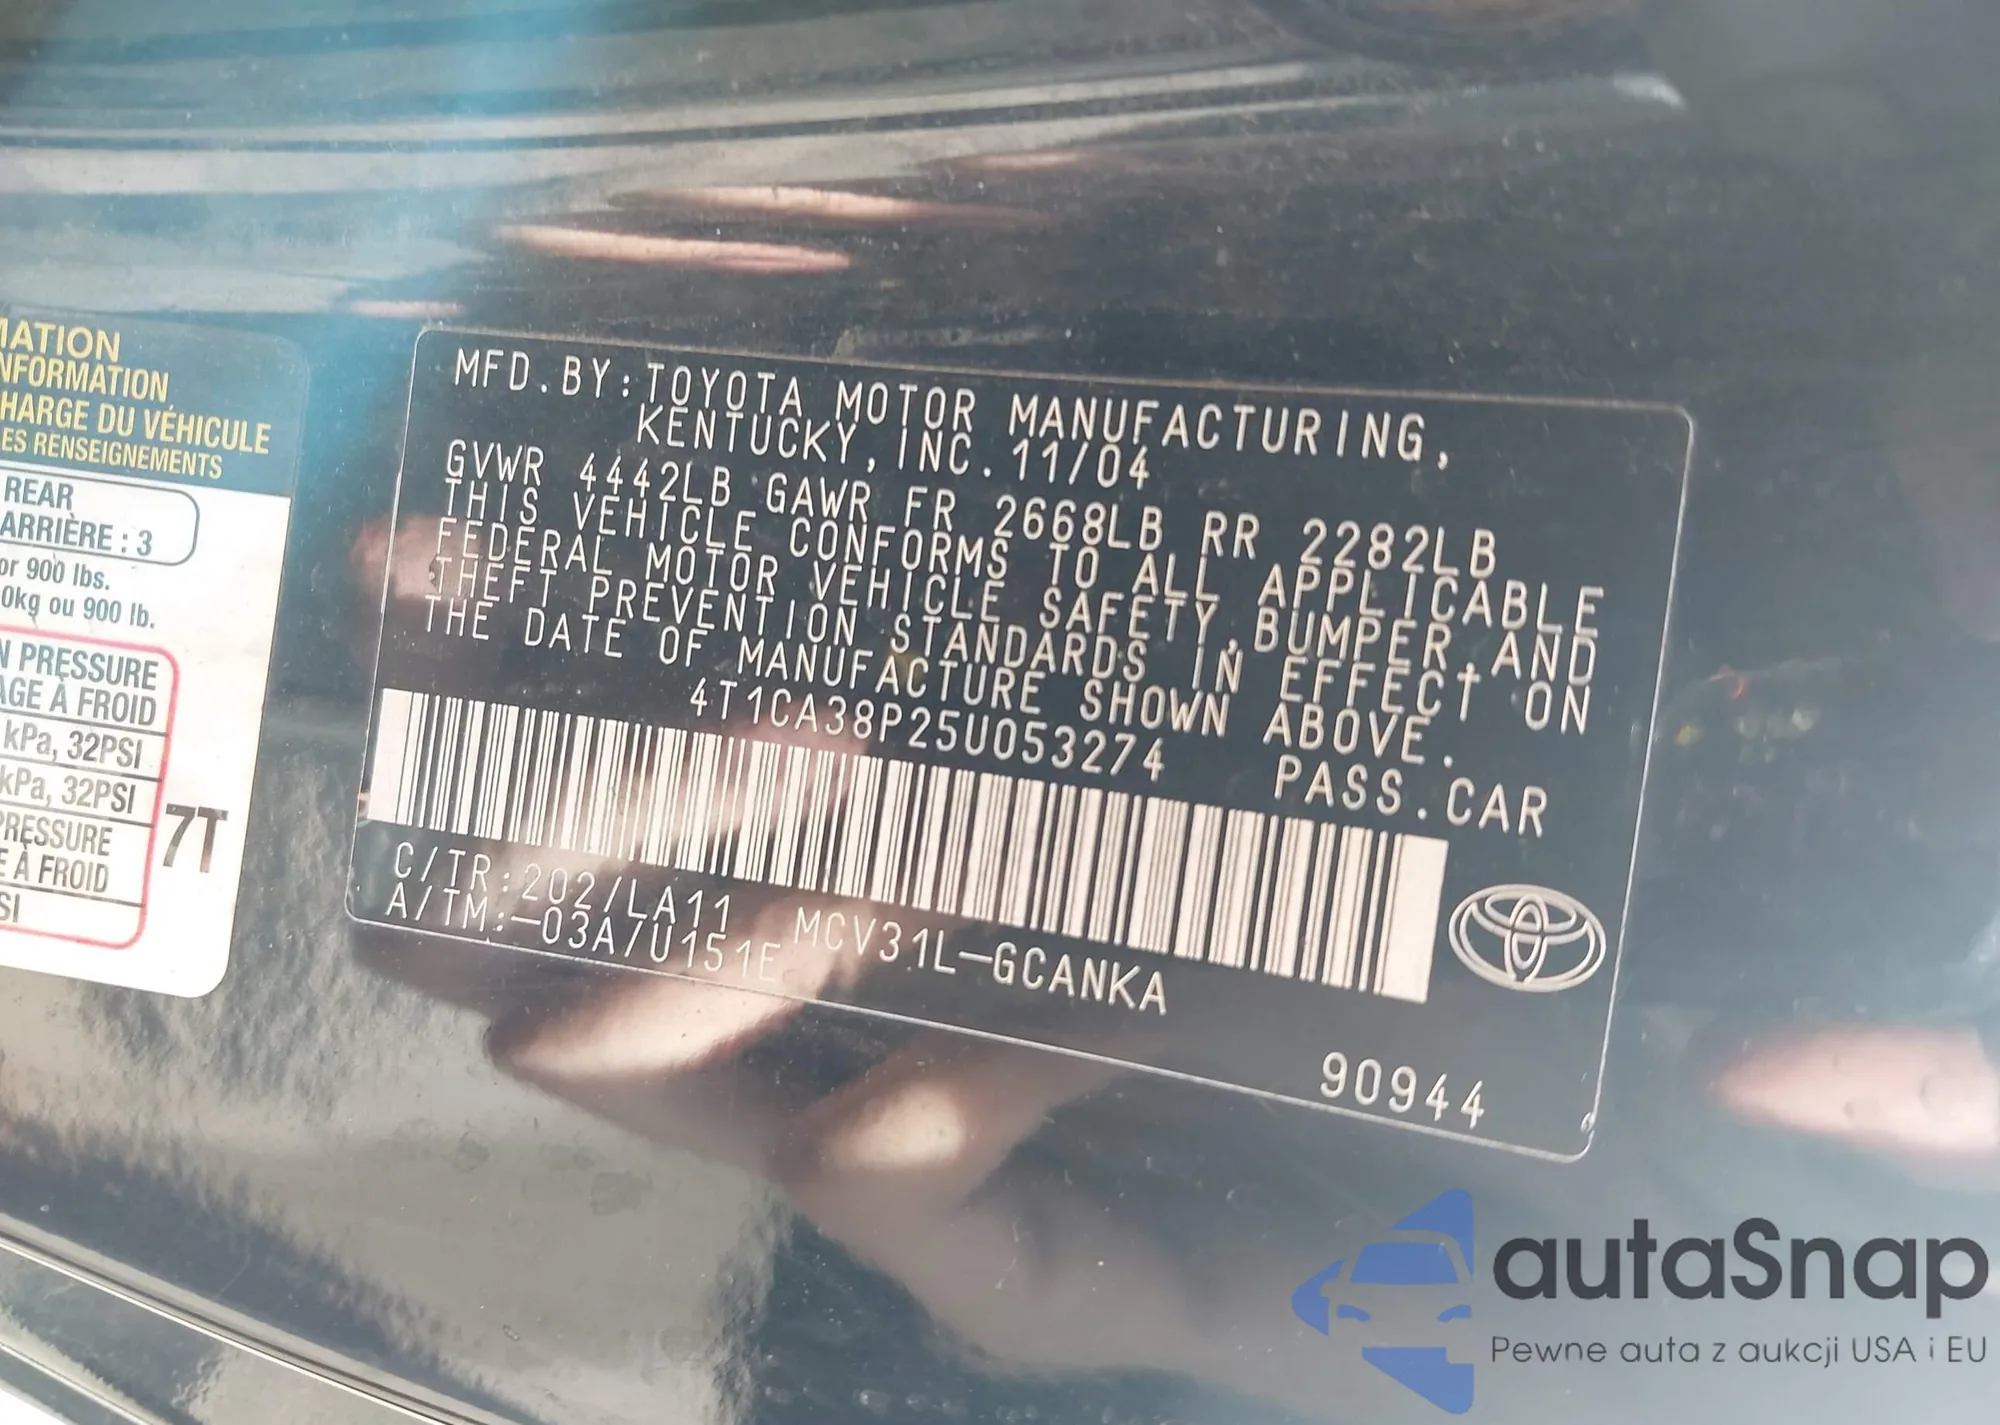 MATION
NFORMATION
HARGE DU VÉHICULE
ES RENSEIGNEMENTS
REAR
ARRIÈRE : 3
or 900 lbs.
0kg ou 900 lb.
N PRESSURE
AGE À FROID
kPa, 32PSI
kPa, 32PSI
PRESSURE
E À FROID
SI
7T
MFD.BY:TOYOTA MOTOR MANUFACTURING,
KENTUCKY,INC.11/04
GVWR 4442LB GAWR FR 2668LB RR 2282LB
THIS VEHICLE CONFORMS TO ALL APPLICABLE
FEDERAL MOTOR VEHICLE SAFETY,BUMPER,AND
THEFT PREVENTION STANDARDS IN EFFECT ON
THE DATE OF MANUFACTURE SHOWN ABOVE.
4T1CA38P25U053274 PASS.CAR
C/TR:202/LA11 MCV31L-GCANKA
A/TM:-03A/U151E
90944
autaSnap
Pewne auta z aukcji USA i EU